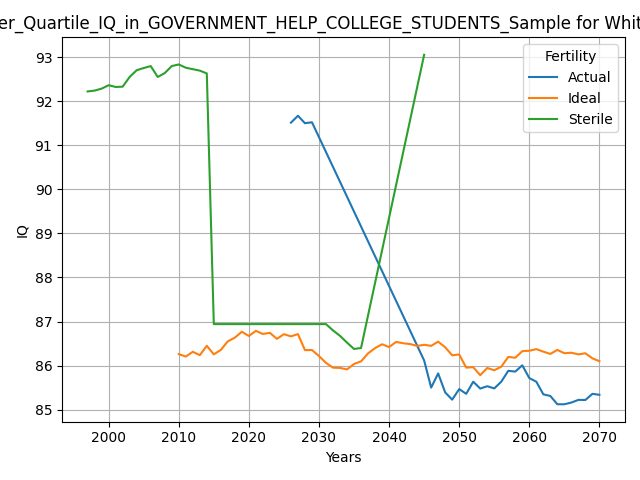 er_Quartile_IQ_in_GOVERNMENT_HELP_COLLEGE_STUDENTS_Sample for Whit
Fertility
Actual
Ideal
Sterile
IQ
93
92
91
90
89
88
87
86
85
2000 2010 2020 2030 2040 2050 2060 2070
Years